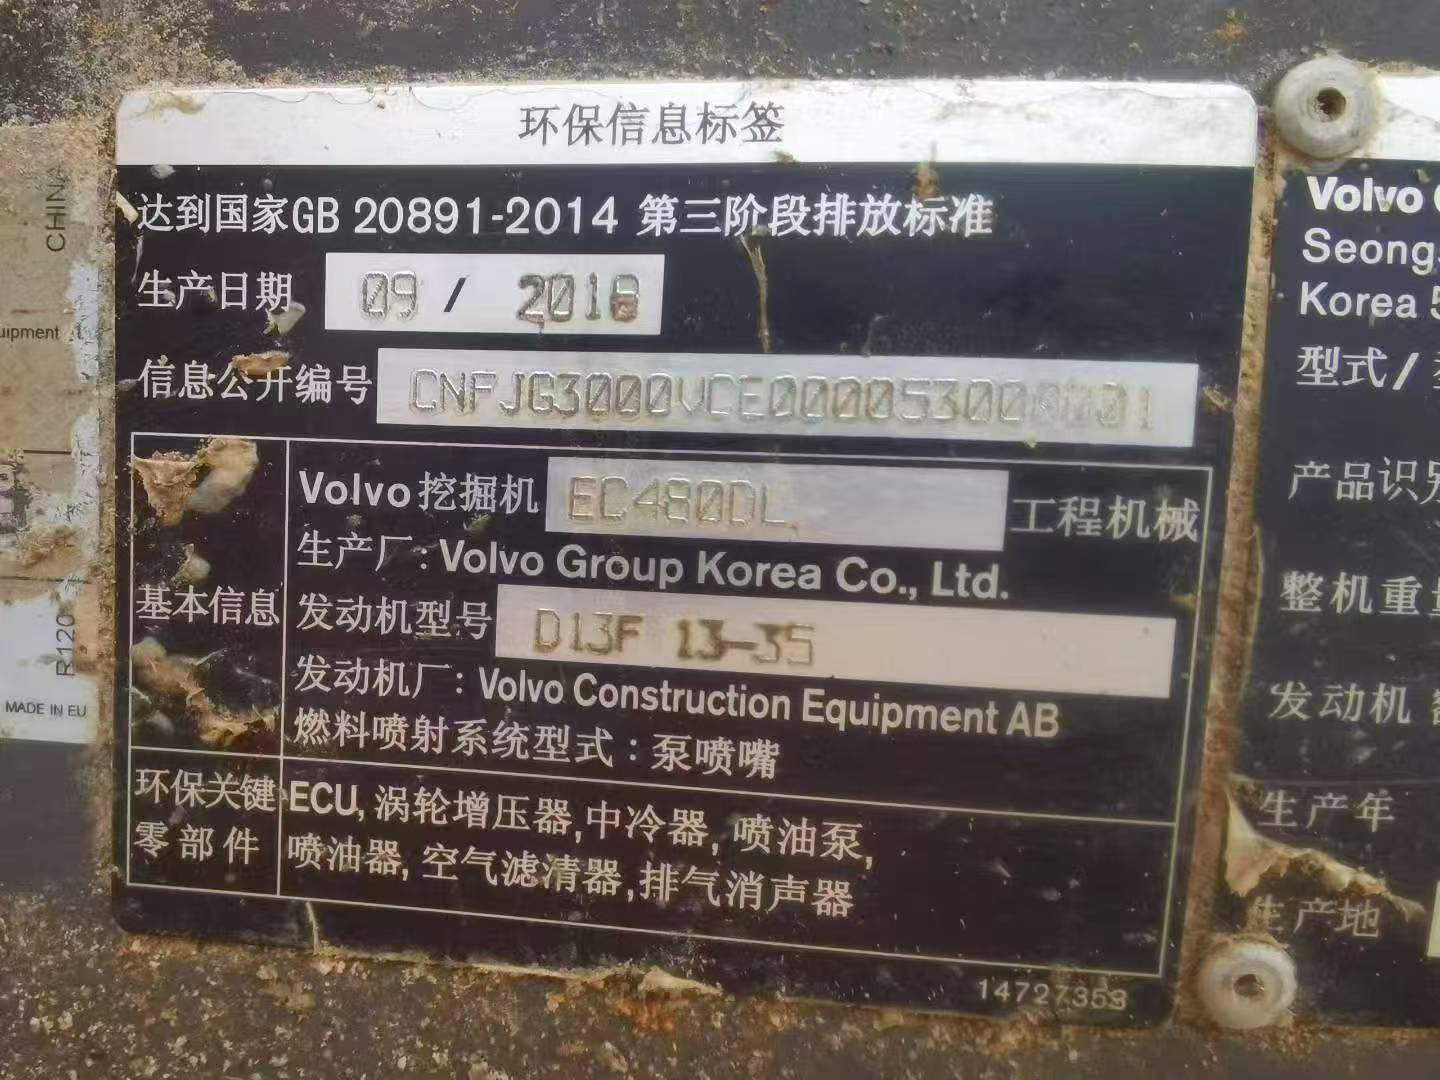 环保信息标签
达到国家GB 20891-2014 第三阶段排放标准
生产日期 09 / 2018
信息公开编号 CNFJG3000VCE0000053000001
Volvo挖掘机 EC480DL 工程机械
生产厂: Volvo Group Korea Co., Ltd.
基本信息
发动机型号 D13F 13-35
发动机厂: Volvo Construction Equipment AB
燃料喷射系统型式: 泵喷嘴
环保关键零部件
ECU, 涡轮增压器, 中冷器, 喷油泵,
喷油器, 空气滤清器, 排气消声器
14727353
CHINA
R120
MADE IN EU
Volvo
Seong
Korea 5
型式/
产品识别
整机重量
发动机
生产年
生产地